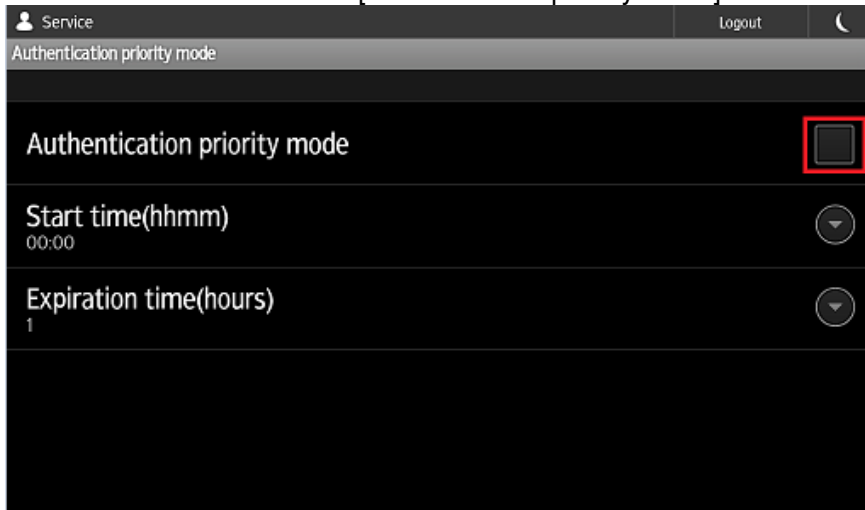 Service Logout
Authentication priority mode
Authentication priority mode
Start time(hhmm)
00:00
Expiration time(hours)
1